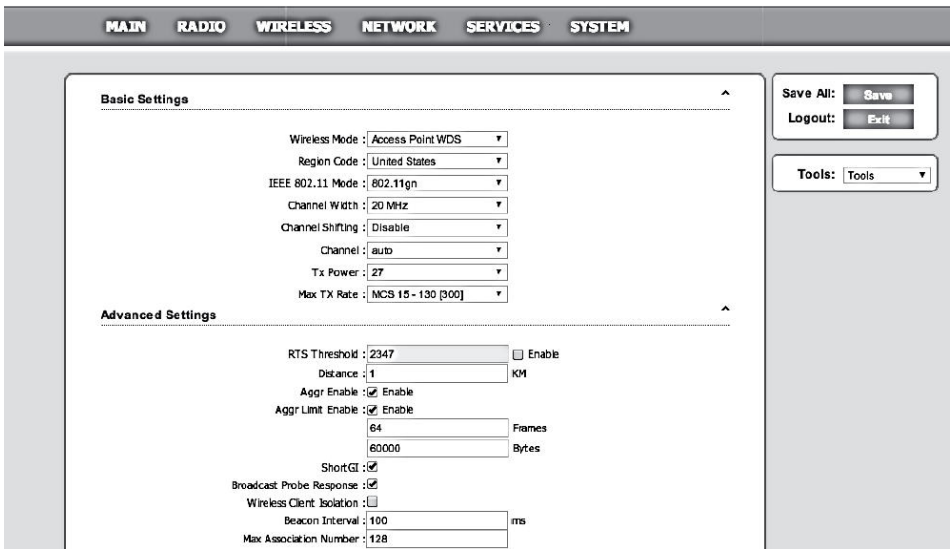 MAIN RADIO WIRELESS NETWORK SERVICES SYSTEM
Save All: Save
Logout: Exit
Tools: Tools
Basic Settings
Wireless Mode : Access Point WDS
Region Code : United States
IEEE 802.11 Mode : 802.11gn
Channel Width : 20 MHz
Channel Shifting : Disable
Channel : auto
Tx Power : 27
Max TX Rate : MCS 15 - 130 [300]
Advanced Settings
RTS Threshold : 2347 Enable
Distance : 1 KM
Aggr Enable : Enable
Aggr Limit Enable : Enable
64 Frames
60000 Bytes
ShortGI :
Broadcast Probe Response :
Wireless Client Isolation :
Beacon Interval : 100 ms
Max Association Number : 128